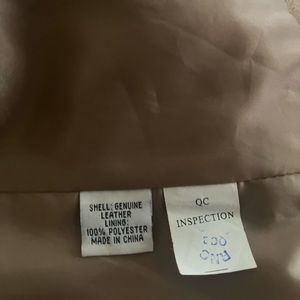 SHELL: GENUINE
LEATHER
LINING:
100% POLYESTER
MADE IN CHINA
QC
INSPECTION